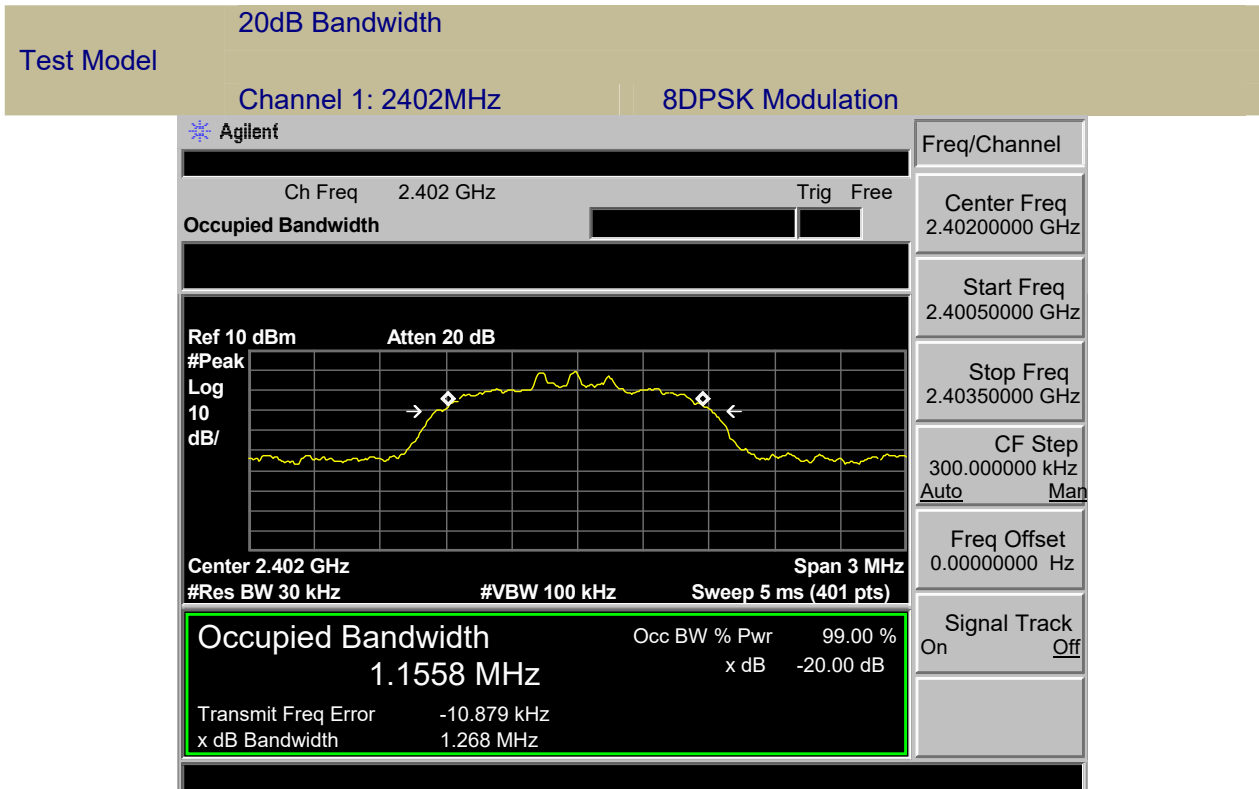 20dB Bandwidth
Test Model
Channel 1: 2402MHz 8DPSK Modulation
Agilent
Freq/Channel
Ch Freq 2.402 GHz Trig Free
Occupied Bandwidth
Center Freq
2.40200000 GHz
Start Freq
2.40050000 GHz
Stop Freq
2.40350000 GHz
CF Step
300.000000 kHz
Auto Man
Freq Offset
0.00000000 Hz
Signal Track
On Off
Ref 10 dBm Atten 20 dB
#Peak
Log
10
dB/
Center 2.402 GHz Span 3 MHz
#Res BW 30 kHz #VBW 100 kHz Sweep 5 ms (401 pts)
Occupied Bandwidth Occ BW % Pwr 99.00 %
1.1558 MHz x dB -20.00 dB
Transmit Freq Error -10.879 kHz
x dB Bandwidth 1.268 MHz